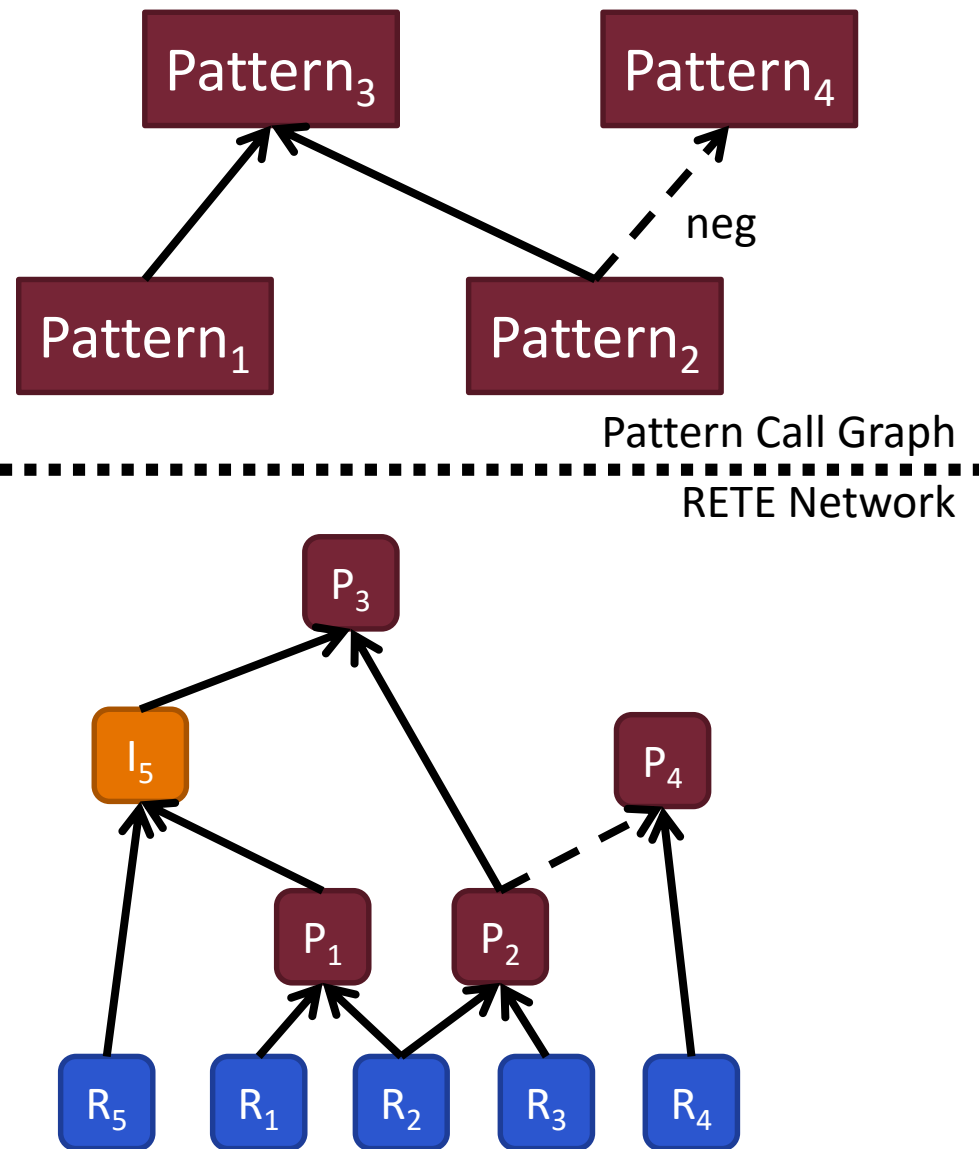 Pattern₃ Pattern₄
neg
Pattern₁ Pattern₂
Pattern Call Graph
RETE Network
P₃
I₅ P₄
P₁ P₂
R₅ R₁ R₂ R₃ R₄